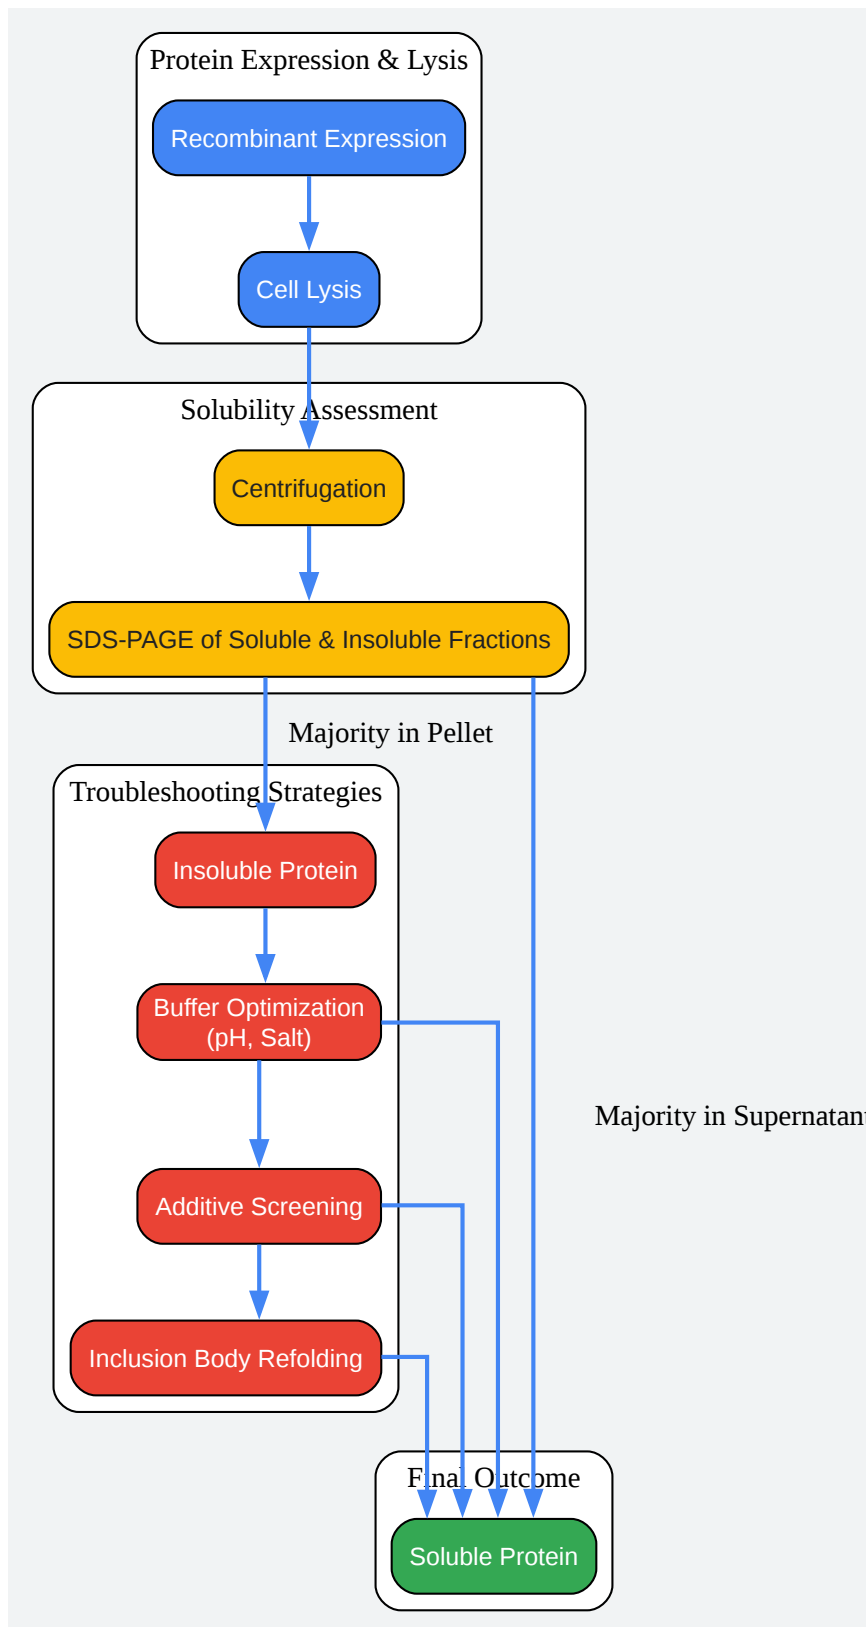 Protein Expression & Lysis
Recombinant Expression
Cell Lysis
Solubility Assessment
Centrifugation
SDS-PAGE of Soluble & Insoluble Fractions
Majority in Pellet
Troubleshooting Strategies
Insoluble Protein
Buffer Optimization
(pH, Salt)
Majority in Supernatant
Additive Screening
Inclusion Body Refolding
Final Outcome
Soluble Protein